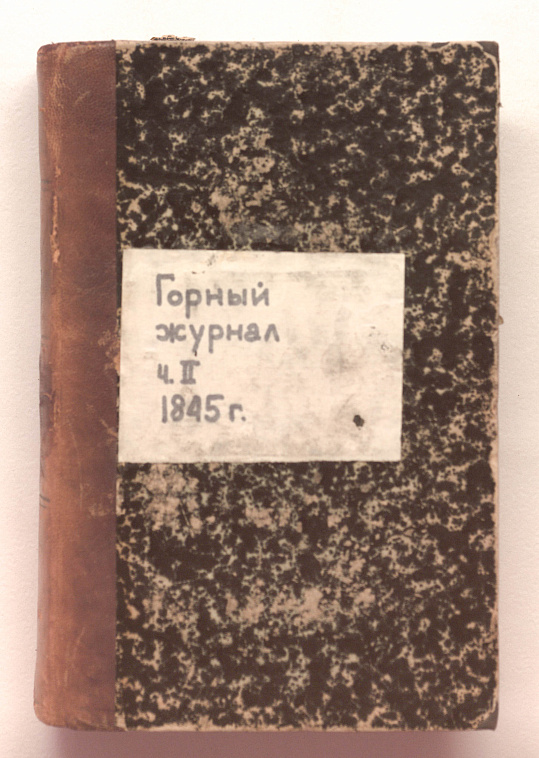 Горный
журнал
ч. II
1845 г.